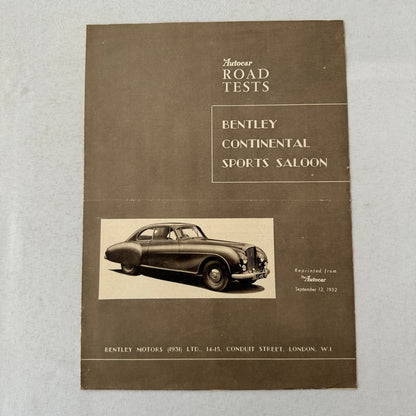 The Autocar
ROAD
TESTS
BENTLEY
CONTINENTAL
SPORTS SALOON
Reprinted from
The Autocar
September 12, 1952
BENTLEY MOTORS (1931) LTD., 14-15, CONDUIT STREET, LONDON, W.1